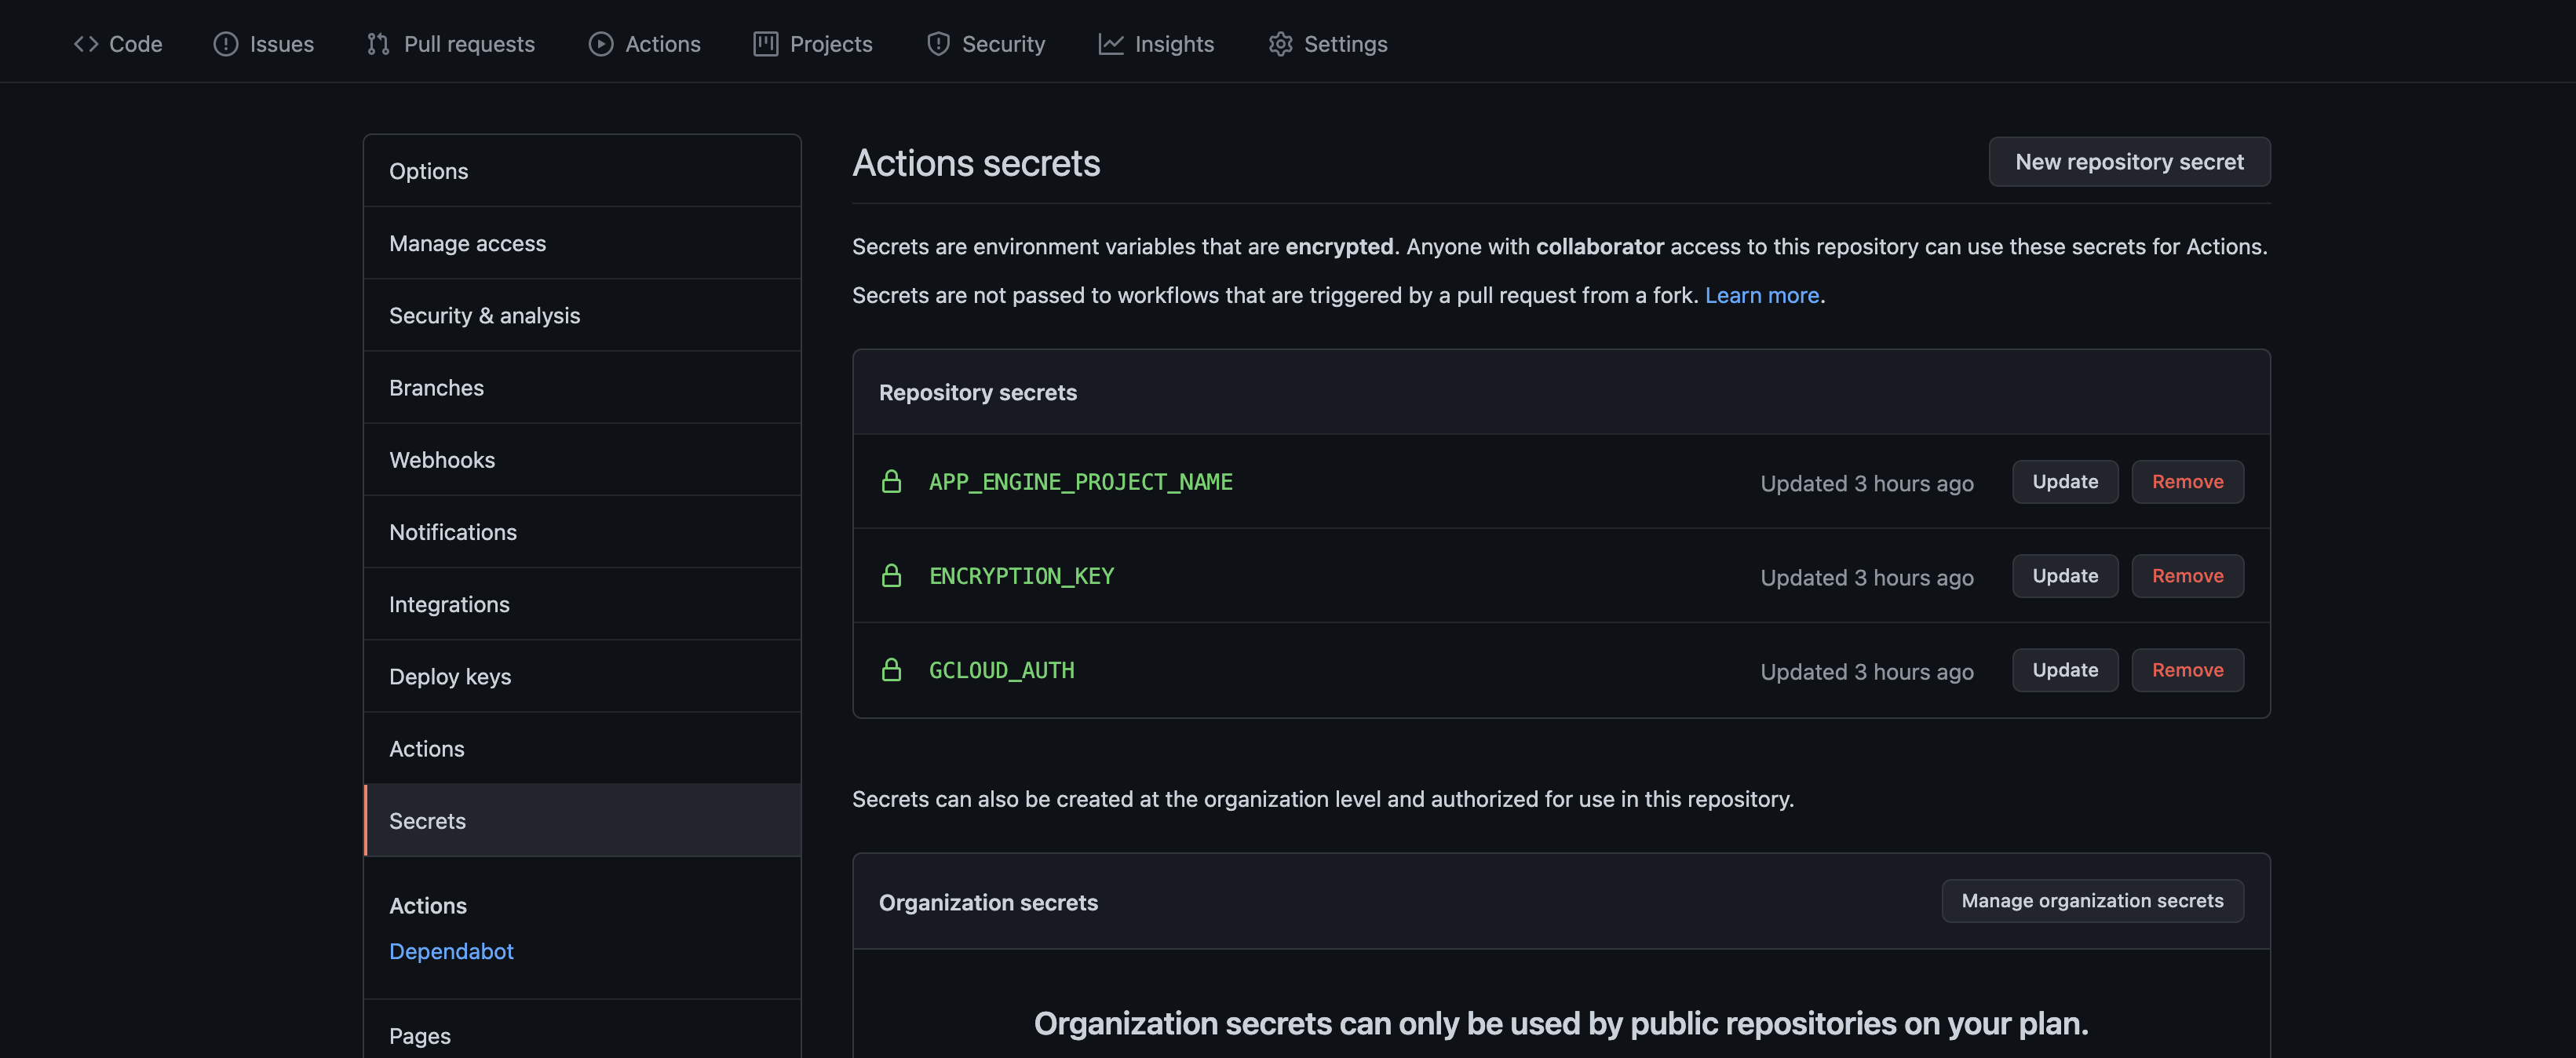 Code Issues Pull requests Actions Projects Security Insights Settings
Options
Manage access
Security & analysis
Branches
Webhooks
Notifications
Integrations
Deploy keys
Actions
Secrets
Actions
Dependabot
Pages
Actions secrets
New repository secret
Secrets are environment variables that are encrypted. Anyone with collaborator access to this repository can use these secrets for Actions.
Secrets are not passed to workflows that are triggered by a pull request from a fork. Learn more.
Repository secrets
APP_ENGINE_PROJECT_NAME Updated 3 hours ago Update Remove
ENCRYPTION_KEY Updated 3 hours ago Update Remove
GCLOUD_AUTH Updated 3 hours ago Update Remove
Secrets can also be created at the organization level and authorized for use in this repository.
Organization secrets Manage organization secrets
Organization secrets can only be used by public repositories on your plan.